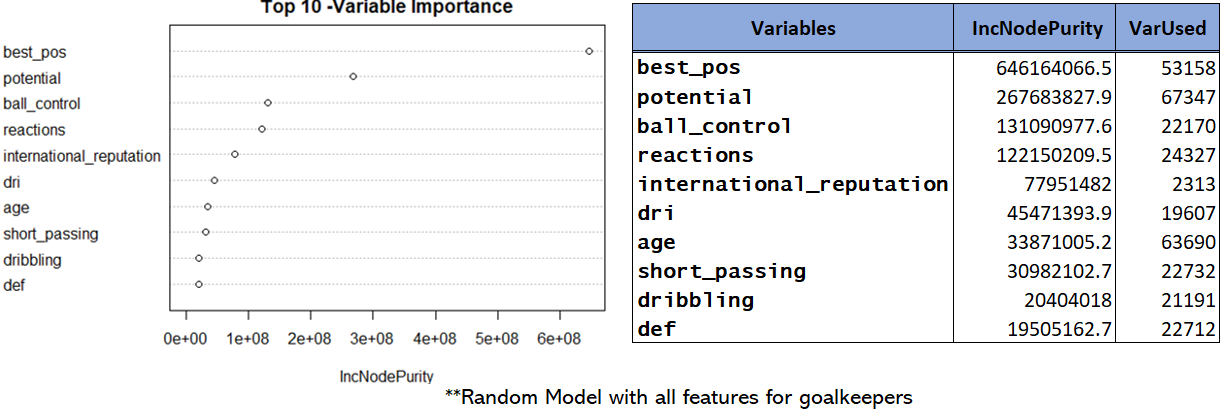 Top 10 -Variable Importance
best_pos
potential
ball_control
reactions
international_reputation
dri
age
short_passing
dribbling
def
0e+00 1e+08 2e+08 3e+08 4e+08 5e+08 6e+08
IncNodePurity
Variables IncNodePurity VarUsed
best_pos 646164066.5 53158
potential 267683827.9 67347
ball_control 131090977.6 22170
reactions 122150209.5 24327
international_reputation 77951482 2313
dri 45471393.9 19607
age 33871005.2 63690
short_passing 30982102.7 22732
dribbling 20404018 21191
def 19505162.7 22712
**Random Model with all features for goalkeepers